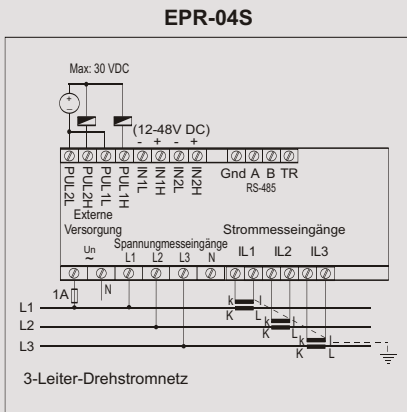 EPR-04S
Max: 30 VDC
+
-
(12-48V DC)
- + - +
PUL2L PUL2H PUL1L PUL1H IN1L IN1H IN2L IN2H Gnd A B TR
RS-485
Externe
Versorgung
Spannungmesseingänge
Strommesseingänge
Un
~
L1 L2 L3 N IL1 IL2 IL3
1A
N
L1
k l
K L
L2
k l
K L
L3
k l
K L
3-Leiter-Drehstromnetz